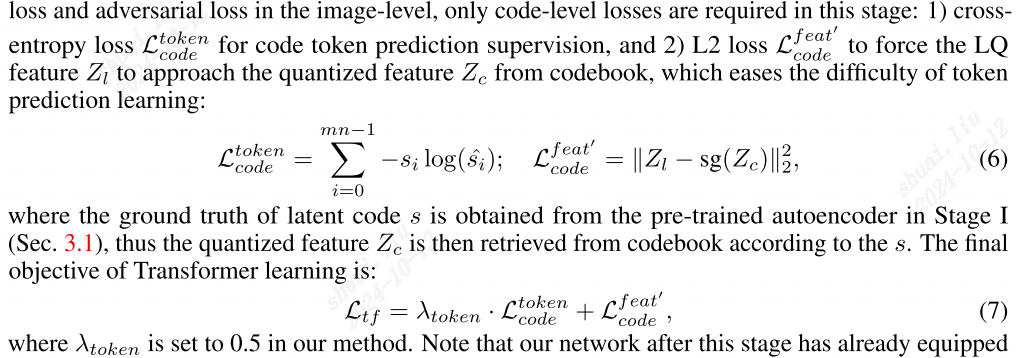 loss and adversarial loss in the image-level, only code-level losses are required in this stage: 1) cross-
entropy loss $\mathcal{L}_{code}^{token}$ for code token prediction supervision, and 2) L2 loss $\mathcal{L}_{code}^{feat'}$ to force the LQ
feature $Z_l$ to approach the quantized feature $Z_c$ from codebook, which eases the difficulty of token
prediction learning:
$\mathcal{L}_{code}^{token} = \sum_{i=0}^{mn-1} -s_i \log(\hat{s_i}); \quad \mathcal{L}_{code}^{feat'} = \|Z_l - \mathrm{sg}(Z_c)\|_2^2,$ (6)
where the ground truth of latent code $s$ is obtained from the pre-trained autoencoder in Stage I
(Sec. 3.1), thus the quantized feature $Z_c$ is then retrieved from codebook according to the $s$. The final
objective of Transformer learning is:
$\mathcal{L}_{tf} = \lambda_{token} \cdot \mathcal{L}_{code}^{token} + \mathcal{L}_{code}^{feat'},$ (7)
where $\lambda_{token}$ is set to 0.5 in our method. Note that our network after this stage has already equipped
shuai.liu
2024-10-12